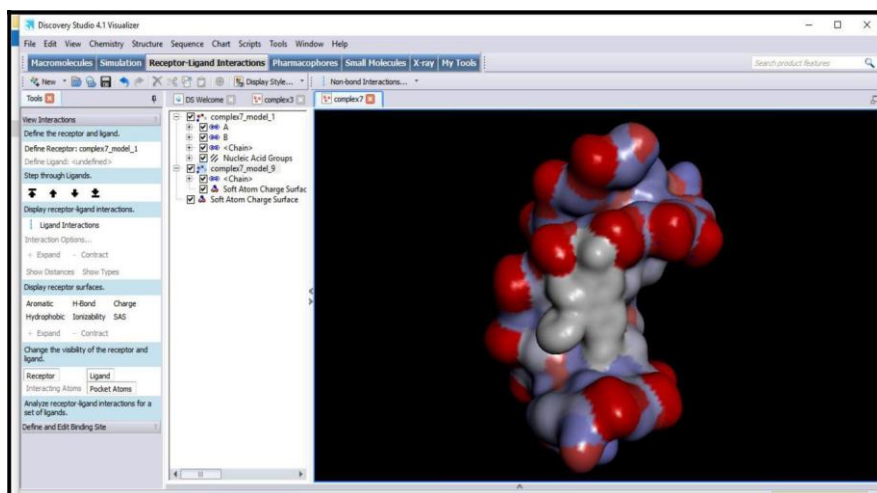 Discovery Studio 4.1 Visualizer
File Edit View Chemistry Structure Sequence Chart Scripts Tools Window Help
Macromolecules Simulation Receptor-Ligand Interactions Pharmacophores Small Molecules X-ray My Tools
Search product features
New Display Style... Non-bond Interactions...
Tools
DS Welcome complex3 complex7
View Interactions
Define the receptor and ligand.
Define Receptor: complex7_model_1
Define Ligand: <undefined>
Step through Ligands.
Display receptor-ligand interactions.
Ligand Interactions
Interaction Options...
+ Expand - Contract
Show Distances Show Types
Display receptor surfaces.
Aromatic H-Bond Charge
Hydrophobic Ionizability SAS
+ Expand - Contract
Change the visibility of the receptor and
ligand.
Receptor Ligand
Interacting Atoms Pocket Atoms
Analyze receptor-ligand interactions for a
set of ligands.
Define and Edit Binding Site
complex7_model_1
A
B
<Chain>
Nucleic Acid Groups
complex7_model_9
<Chain>
Soft Atom Charge Surfac
Soft Atom Charge Surface